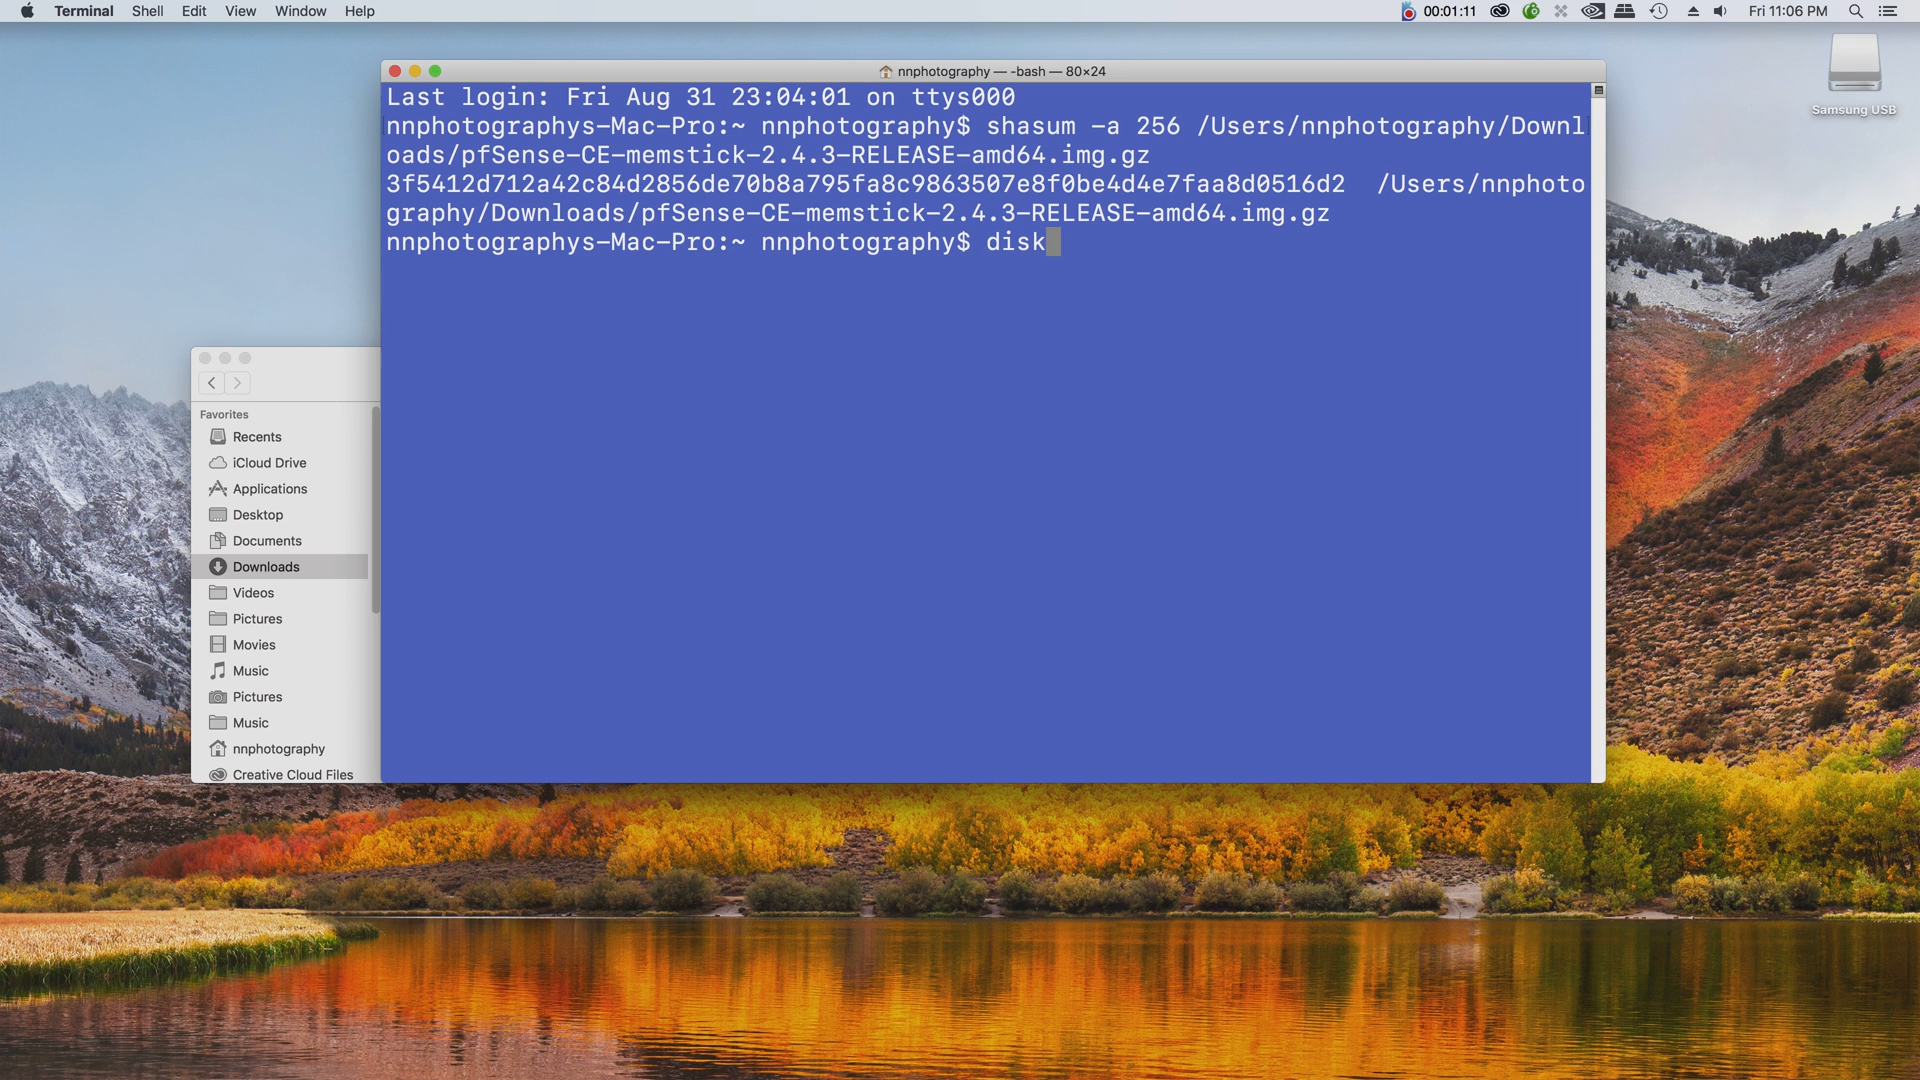 Terminal Shell Edit View Window Help 00:01:11 Fri 11:06 PM
Samsung USB
nnphotography — -bash — 80×24
Last login: Fri Aug 31 23:04:01 on ttys000
nnphotographys-Mac-Pro:~ nnphotography$ shasum -a 256 /Users/nnphotography/Downl
oads/pfSense-CE-memstick-2.4.3-RELEASE-amd64.img.gz
3f5412d712a42c84d2856de70b8a795fa8c9863507e8f0be4d4e7faa8d0516d2 /Users/nnphoto
graphy/Downloads/pfSense-CE-memstick-2.4.3-RELEASE-amd64.img.gz
nnphotographys-Mac-Pro:~ nnphotography$ disk
Favorites
Recents
iCloud Drive
Applications
Desktop
Documents
Downloads
Videos
Pictures
Movies
Music
Pictures
Music
nnphotography
Creative Cloud Files